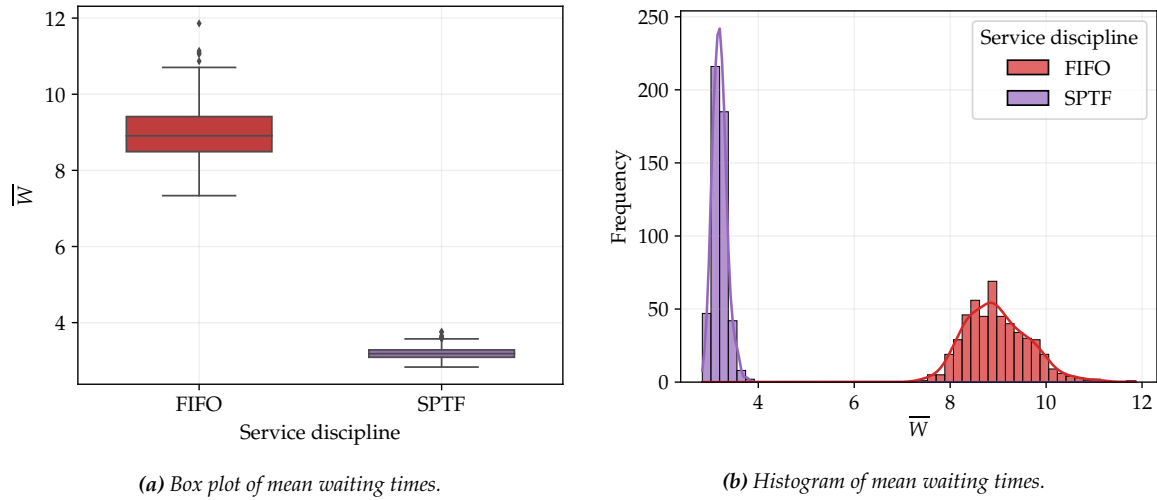 12
10
8
6
4
W
FIFO
SPTF
Service discipline
(a) Box plot of mean waiting times.
250
200
150
100
50
0
Frequency
4
6
8
10
12
W
Service discipline
FIFO
SPTF
(b) Histogram of mean waiting times.